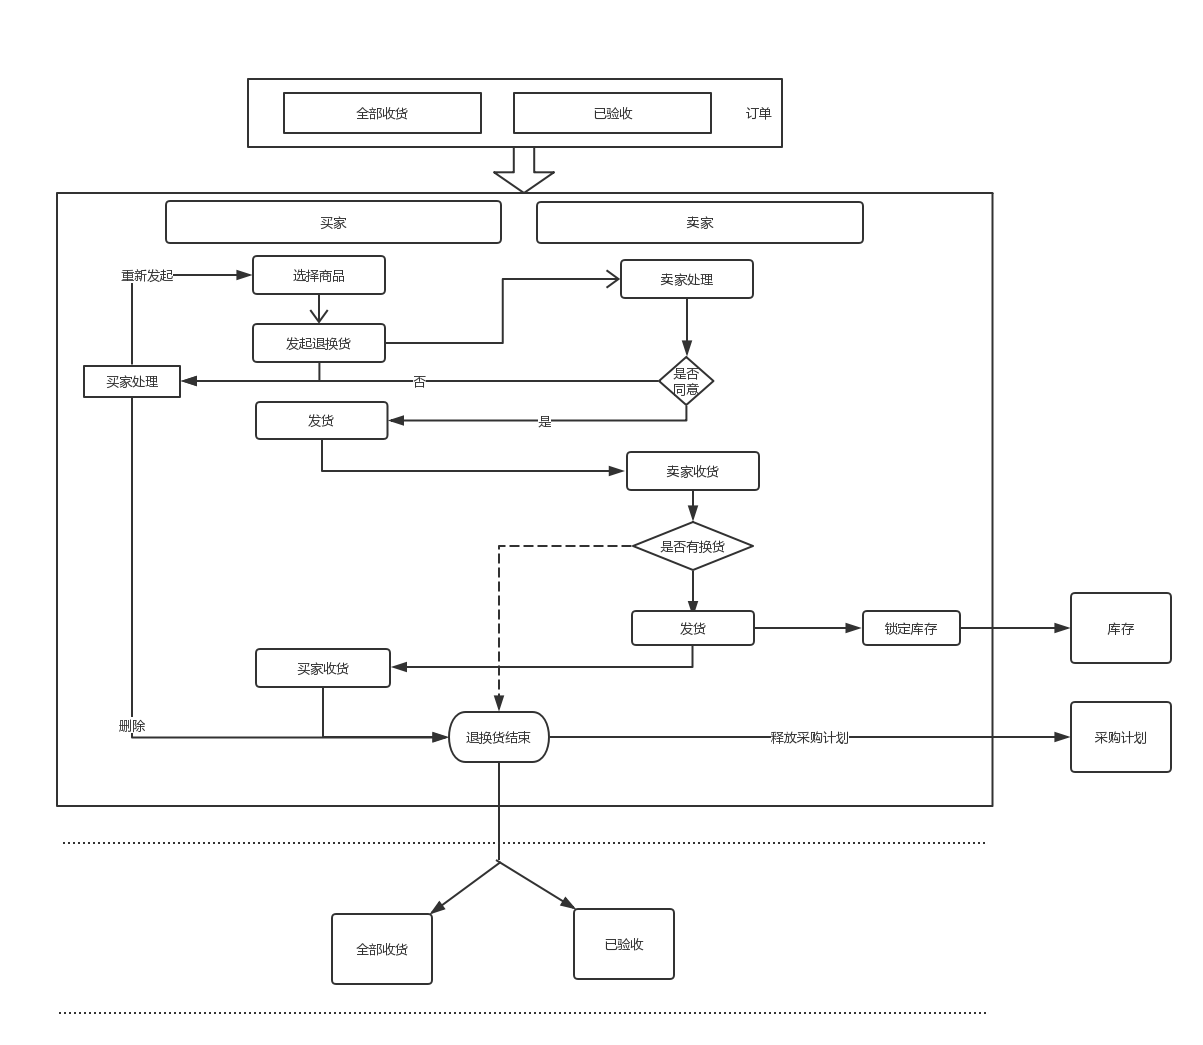 全部收货
已验收
订单
买家
卖家
重新发起
选择商品
卖家处理
发起退换货
买家处理
否
是否
同意
发货
是
卖家收货
是否有换货
发货
锁定库存
库存
买家收货
删除
退换货结束
释放采购计划
采购计划
全部收货
已验收